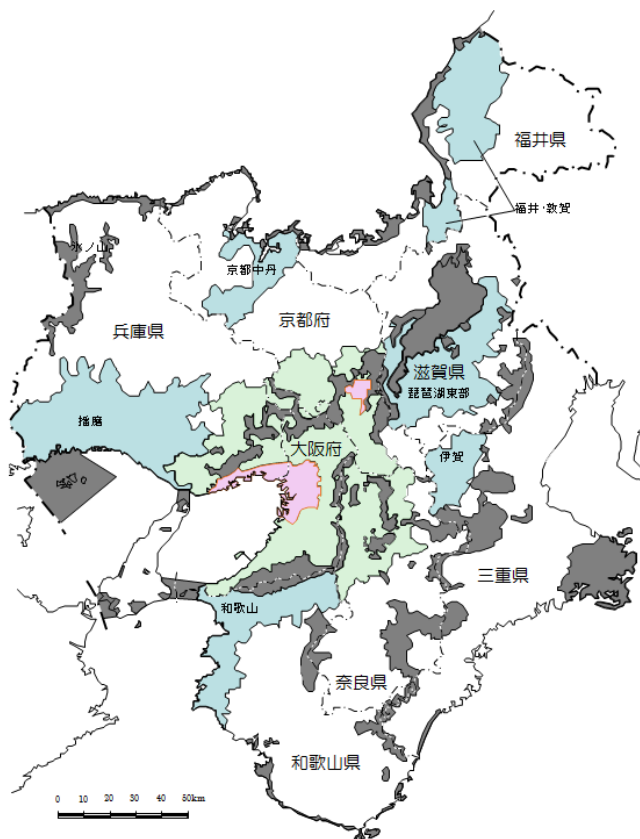 福井県
福井・敦賀
氷ノ山
京都中丹
兵庫県
京都府
滋賀県
琵琶湖東部
播磨
大阪府
伊賀
三重県
和歌山
奈良県
和歌山県
0 10 20 30 40 50km